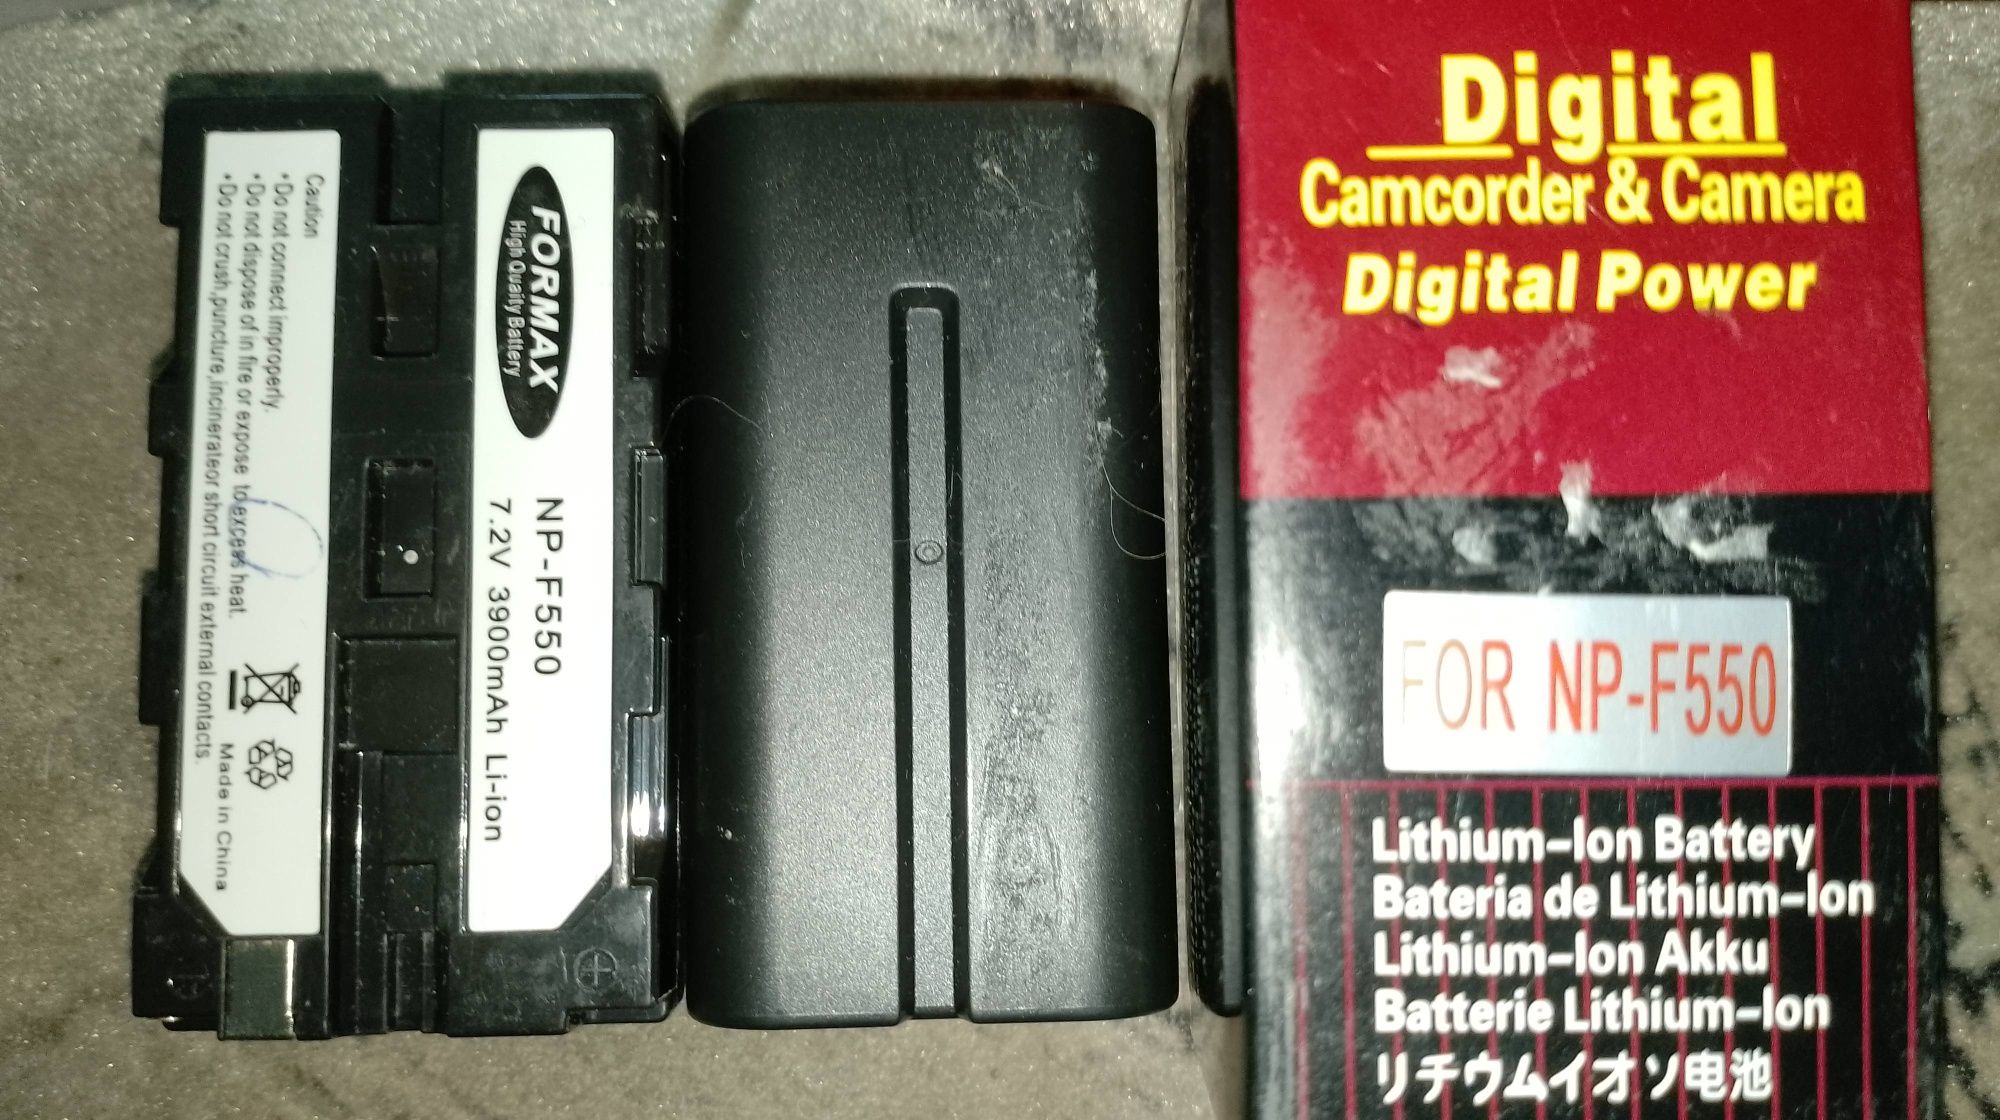 Caution
•Do not connect improperly.
•Do not dispose of in fire or expose to excess heat.
•Do not crush,puncture,incinerateor short circuit external contacts.
Made in China
FORMAX
High Quaity Battery
NP-F550
7.2V 3900mAh Li-ion
Digital
Camcorder & Camera
Digital Power
FOR NP-F550
Lithium-Ion Battery
Bateria de Lithium-Ion
Lithium-Ion Akku
Batterie Lithium-Ion
リチウムイオソ电池